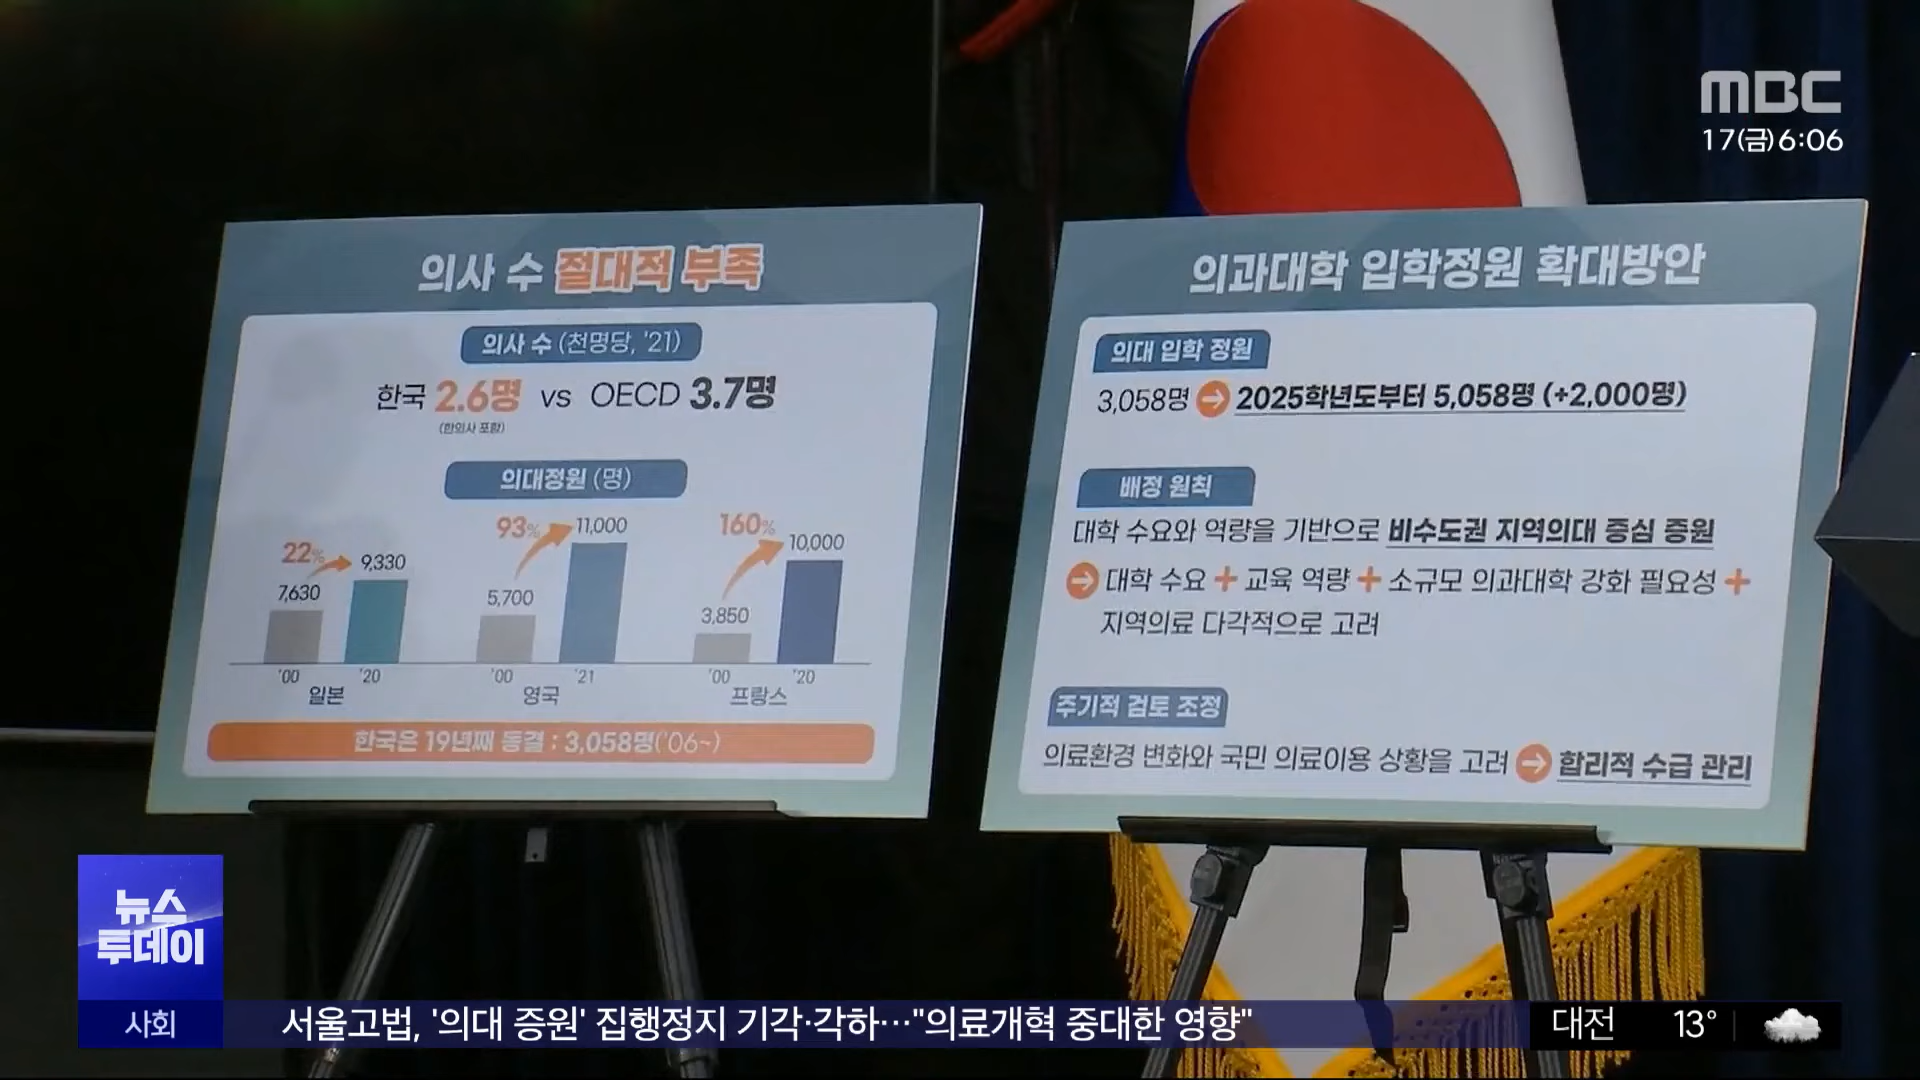 MBC
17(금)6:06
의사 수 절대적 부족
의사 수 (천명당, '21)
한국 2.6명 vs OECD 3.7명
(한의사 포함)
의대정원 (명)
22%
7,630
9,330
'00
'20
일본
93%
5,700
11,000
'00
'21
영국
160%
3,850
10,000
'00
'20
프랑스
한국은 19년째 동결 : 3,058명('06~)
의과대학 입학정원 확대방안
의대 입학 정원
3,058명 2025학년도부터 5,058명 (+2,000명)
배정 원칙
대학 수요와 역량을 기반으로 비수도권 지역의대 중심 증원
대학 수요 + 교육 역량 + 소규모 의과대학 강화 필요성 +
지역의료 다각적으로 고려
주기적 검토 조정
의료환경 변화와 국민 의료이용 상황을 고려 합리적 수급 관리
뉴스
투데이
사회
서울고법, '의대 증원' 집행정지 기각·각하…"의료개혁 중대한 영향"
대전 13°